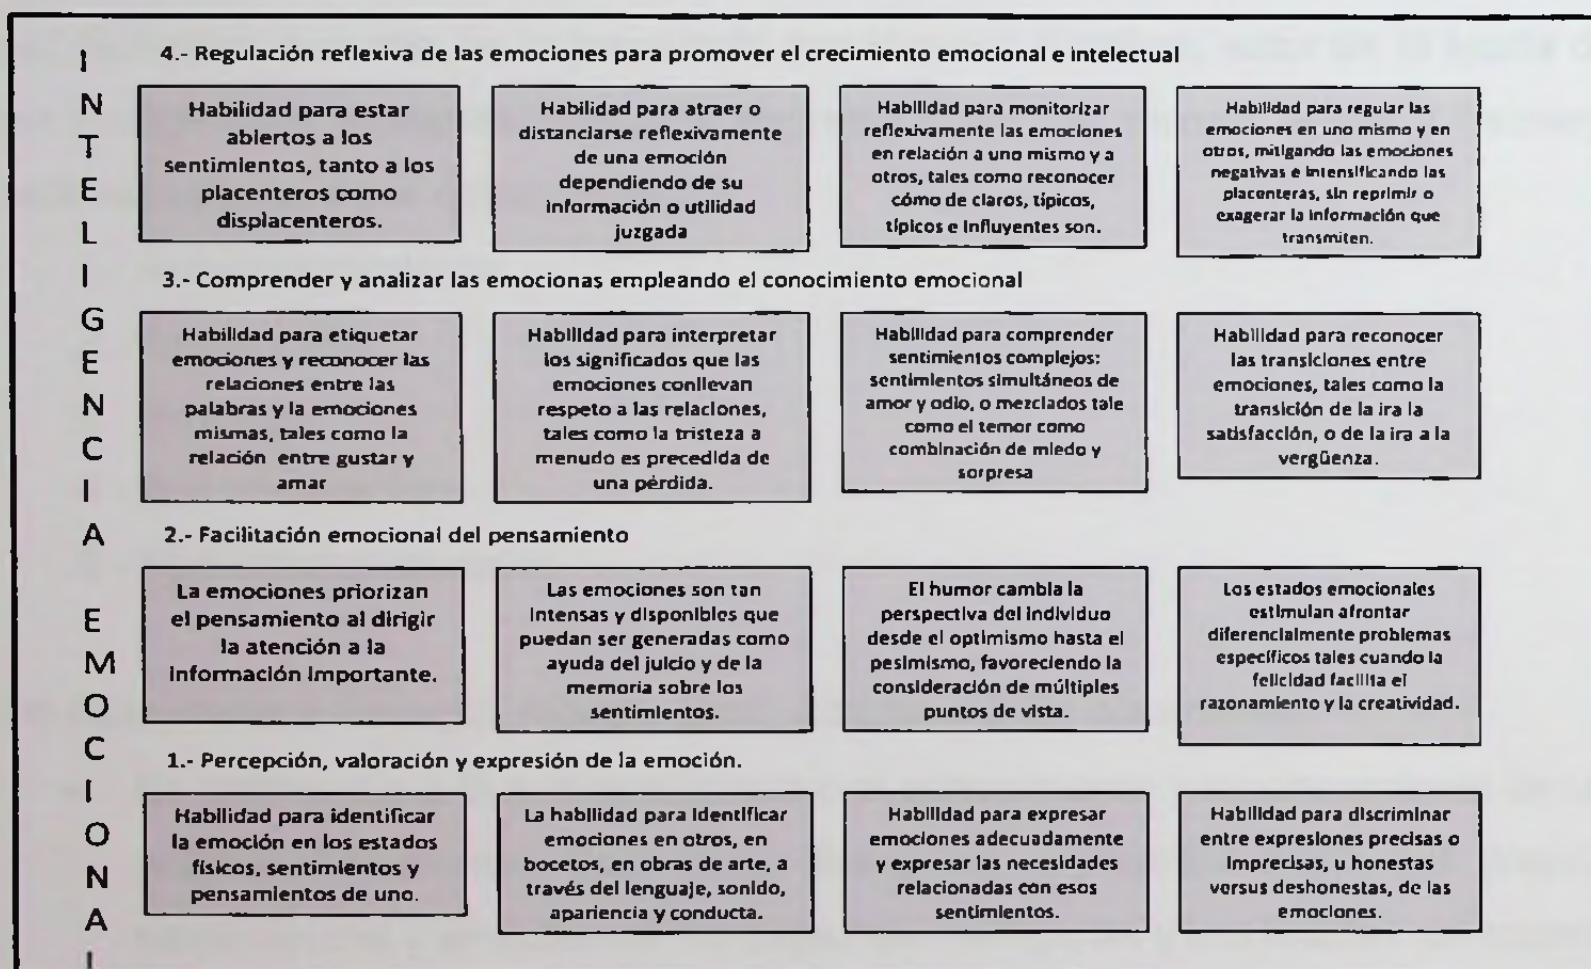 INTELIGENCIA EMOCIONAL
4.- Regulación reflexiva de las emociones para promover el crecimiento emocional e intelectual
Habilidad para estar
abiertos a los
sentimientos, tanto a los
placenteros como
displacenteros.
Habilidad para atraer o
distanciarse reflexivamente
de una emoción
dependiendo de su
información o utilidad
juzgada
Habilidad para monitorizar
reflexivamente las emociones
en relación a uno mismo y a
otros, tales como reconocer
cómo de claros, típicos,
típicos e influyentes son.
Habilidad para regular las
emociones en uno mismo y en
otros, mitigando las emociones
negativas e intensificando las
placenteras, sin reprimir o
exagerar la información que
transmiten.
3.- Comprender y analizar las emocionas empleando el conocimiento emocional
Habilidad para etiquetar
emociones y reconocer las
relaciones entre las
palabras y la emociones
mismas, tales como la
relación entre gustar y
amar
Habilidad para interpretar
los significados que las
emociones conllevan
respeto a las relaciones,
tales como la tristeza a
menudo es precedida de
una pérdida.
Habilidad para comprender
sentimientos complejos:
sentimientos simultáneos de
amor y odio, o mezclados tale
como el temor como
combinación de miedo y
sorpresa
Habilidad para reconocer
las transiciones entre
emociones, tales como la
transición de la ira la
satisfacción, o de la ira a la
vergüenza.
2.- Facilitación emocional del pensamiento
La emociones priorizan
el pensamiento al dirigir
la atención a la
información importante.
Las emociones son tan
intensas y disponibles que
puedan ser generadas como
ayuda del juicio y de la
memoria sobre los
sentimientos.
El humor cambia la
perspectiva del individuo
desde el optimismo hasta el
pesimismo, favoreciendo la
consideración de múltiples
puntos de vista.
Los estados emocionales
estimulan afrontar
diferencialmente problemas
específicos tales cuando la
felicidad facilita el
razonamiento y la creatividad.
1.- Percepción, valoración y expresión de la emoción.
Habilidad para identificar
la emoción en los estados
físicos, sentimientos y
pensamientos de uno.
La habilidad para identificar
emociones en otros, en
bocetos, en obras de arte, a
través del lenguaje, sonido,
apariencia y conducta.
Habilidad para expresar
emociones adecuadamente
y expresar las necesidades
relacionadas con esos
sentimientos.
Habilidad para discriminar
entre expresiones precisas o
imprecisas, u honestas
versus deshonestas, de las
emociones.